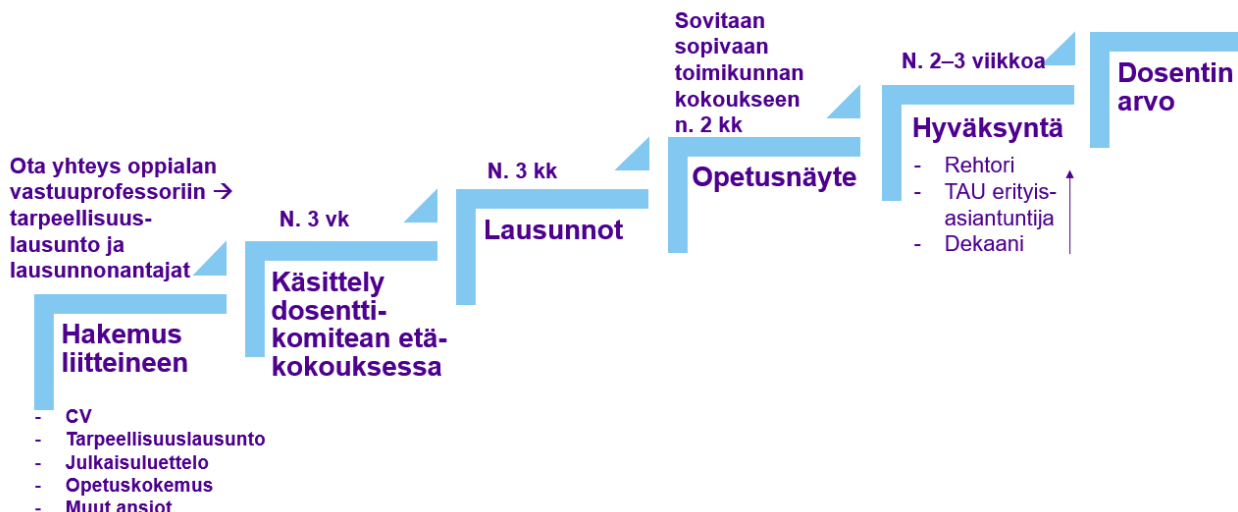 Ota yhteys oppialan
vastuuprofessoriin →
tarpeellisuus-
lausunto ja
lausunnonantajat
Hakemus
liitteineen
- CV
- Tarpeellisuuslausunto
- Julkaisuluettelo
- Opetuskokemus
- Muut ansiot
N. 3 vk
Käsittely
dosentti-
komitean etä-
kokouksessa
N. 3 kk
Lausunnot
Sovitaan
sopivaan
toimikunnan
kokoukseen
n. 2 kk
Opetusnäyte
N. 2–3 viikkoa
Hyväksyntä
- Rehtori
- TAU erityis-
asiantuntija
- Dekaani
Dosentin
arvo